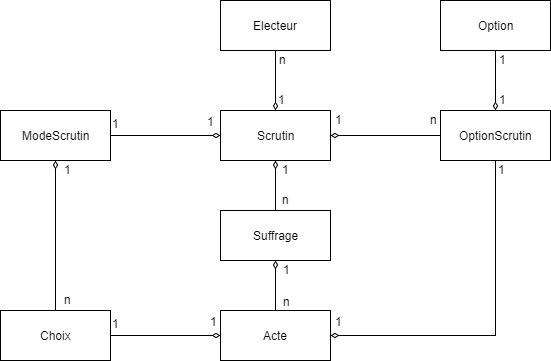 Electeur
Option
n
1
1
1
ModeScrutin
1
1
Scrutin
1
n
OptionScrutin
1
1
1
n
Suffrage
1
n
n
Choix
1
1
Acte
1